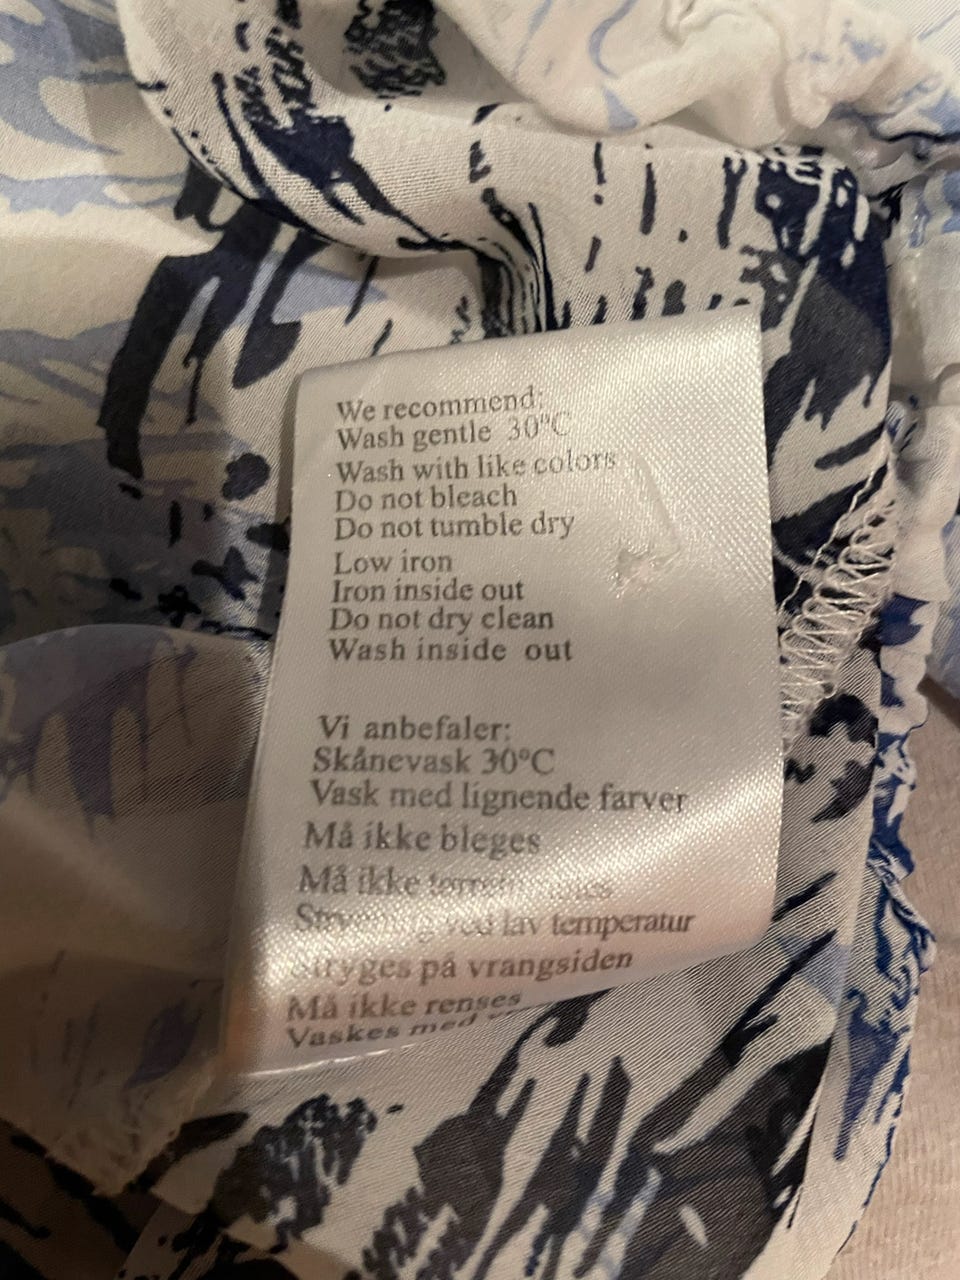 We recommend:
Wash gentle 30°C
Wash with like colors
Do not bleach
Do not tumble dry
Low iron
Iron inside out
Do not dry clean
Wash inside out
Vi anbefaler:
Skånevask 30°C
Vask med lignende farver
Må ikke bleges
Må ikke
ved lav temperatur
Stryges på vrangsiden
Må ikke renses
Vaskes med